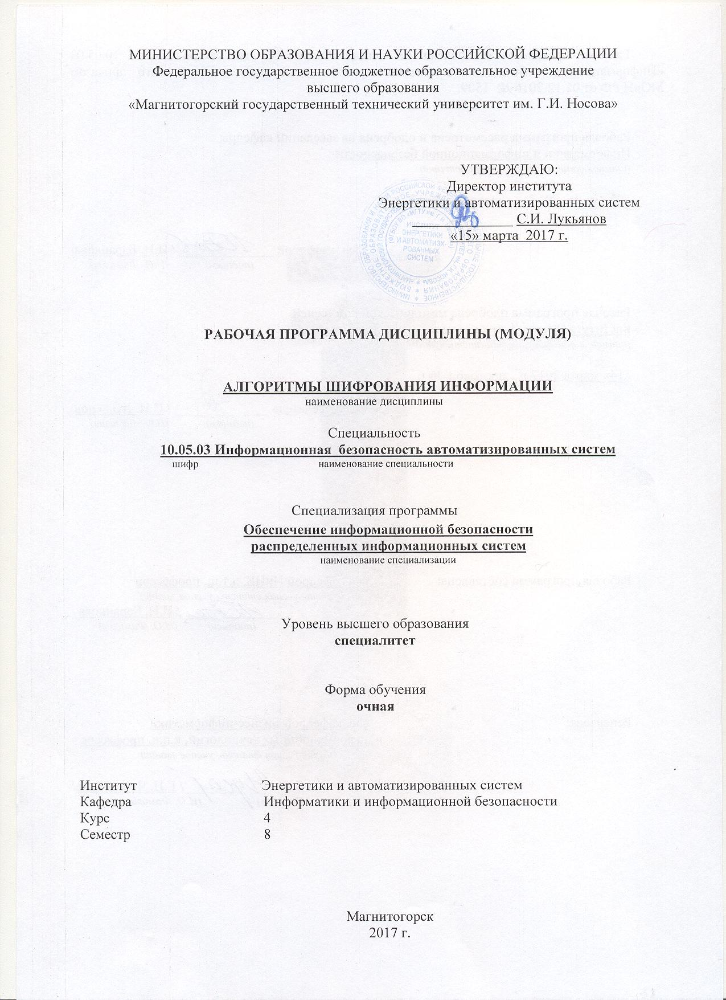 МИНИСТЕРСТВО ОБРАЗОВАНИЯ И НАУКИ РОССИЙСКОЙ ФЕДЕРАЦИИ
Федеральное государственное бюджетное образовательное учреждение
высшего образования
«Магнитогорский государственный технический университет им. Г.И. Носова»
УТВЕРЖДАЮ:
Директор института
Энергетики и автоматизированных систем
С.И. Лукьянов
«15» марта 2017 г.
ИНСТИТУТ
ЭНЕРГЕТИКИ
И АВТОМАТИЗИ-
РОВАННЫХ
СИСТЕМ
РАБОЧАЯ ПРОГРАММА ДИСЦИПЛИНЫ (МОДУЛЯ)
АЛГОРИТМЫ ШИФРОВАНИЯ ИНФОРМАЦИИ
наименование дисциплины
Специальность
10.05.03 Информационная безопасность автоматизированных систем
шифр наименование специальности
Специализация программы
Обеспечение информационной безопасности
распределенных информационных систем
наименование специализации
Уровень высшего образования
специалитет
Форма обучения
очная
Институт Энергетики и автоматизированных систем
Кафедра Информатики и информационной безопасности
Курс 4
Семестр 8
Магнитогорск
2017 г.